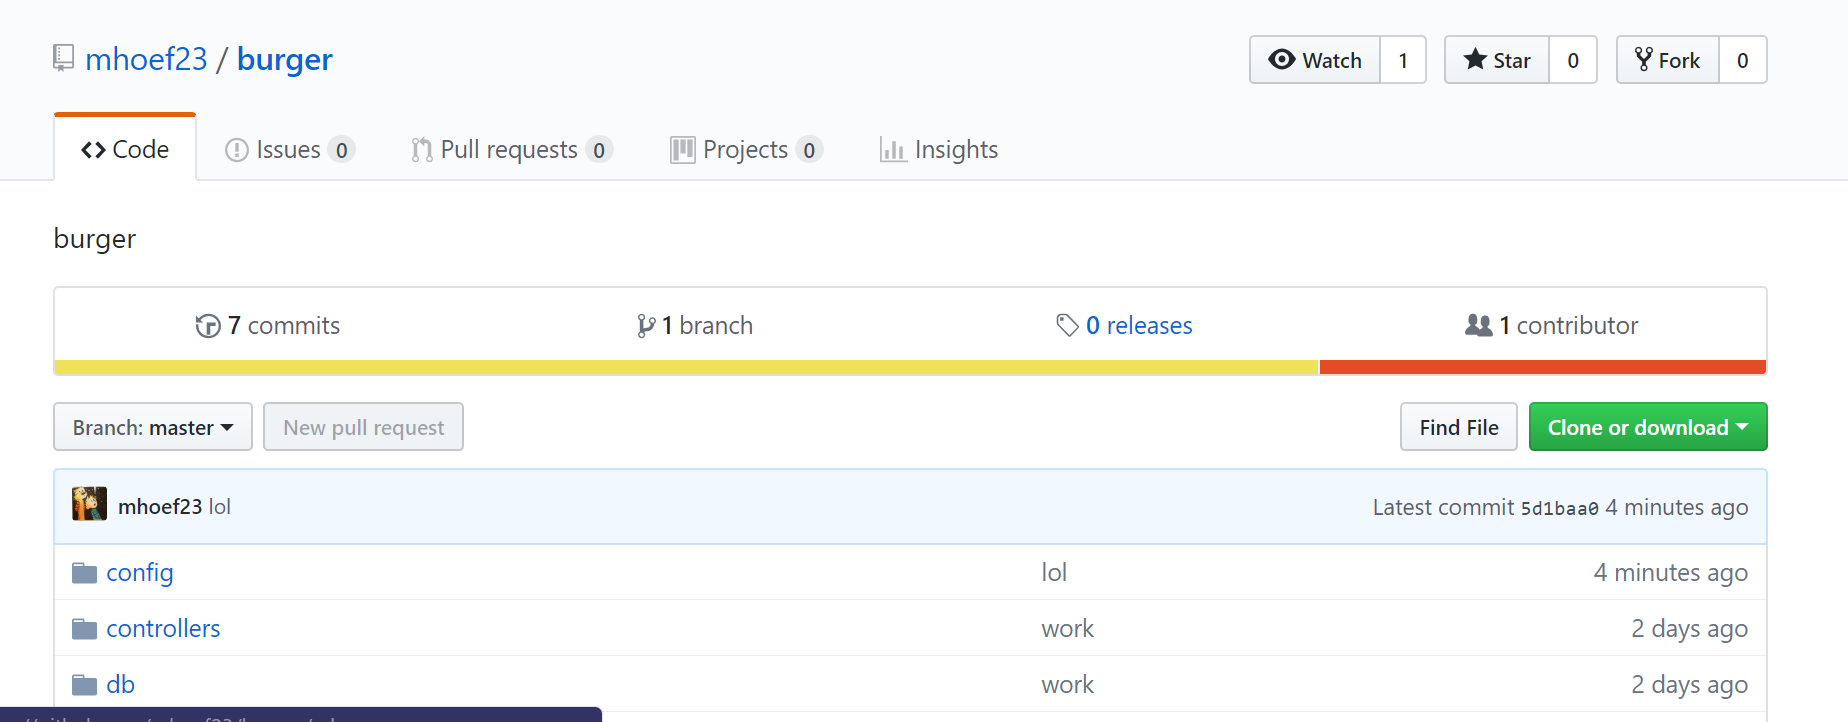 mhoef23 / burger
Watch 1 Star 0 Fork 0
Code Issues 0 Pull requests 0 Projects 0 Insights
burger
7 commits 1 branch 0 releases 1 contributor
Branch: master New pull request Find File Clone or download
mhoef23 lol Latest commit 5d1baa0 4 minutes ago
config lol 4 minutes ago
controllers work 2 days ago
db work 2 days ago